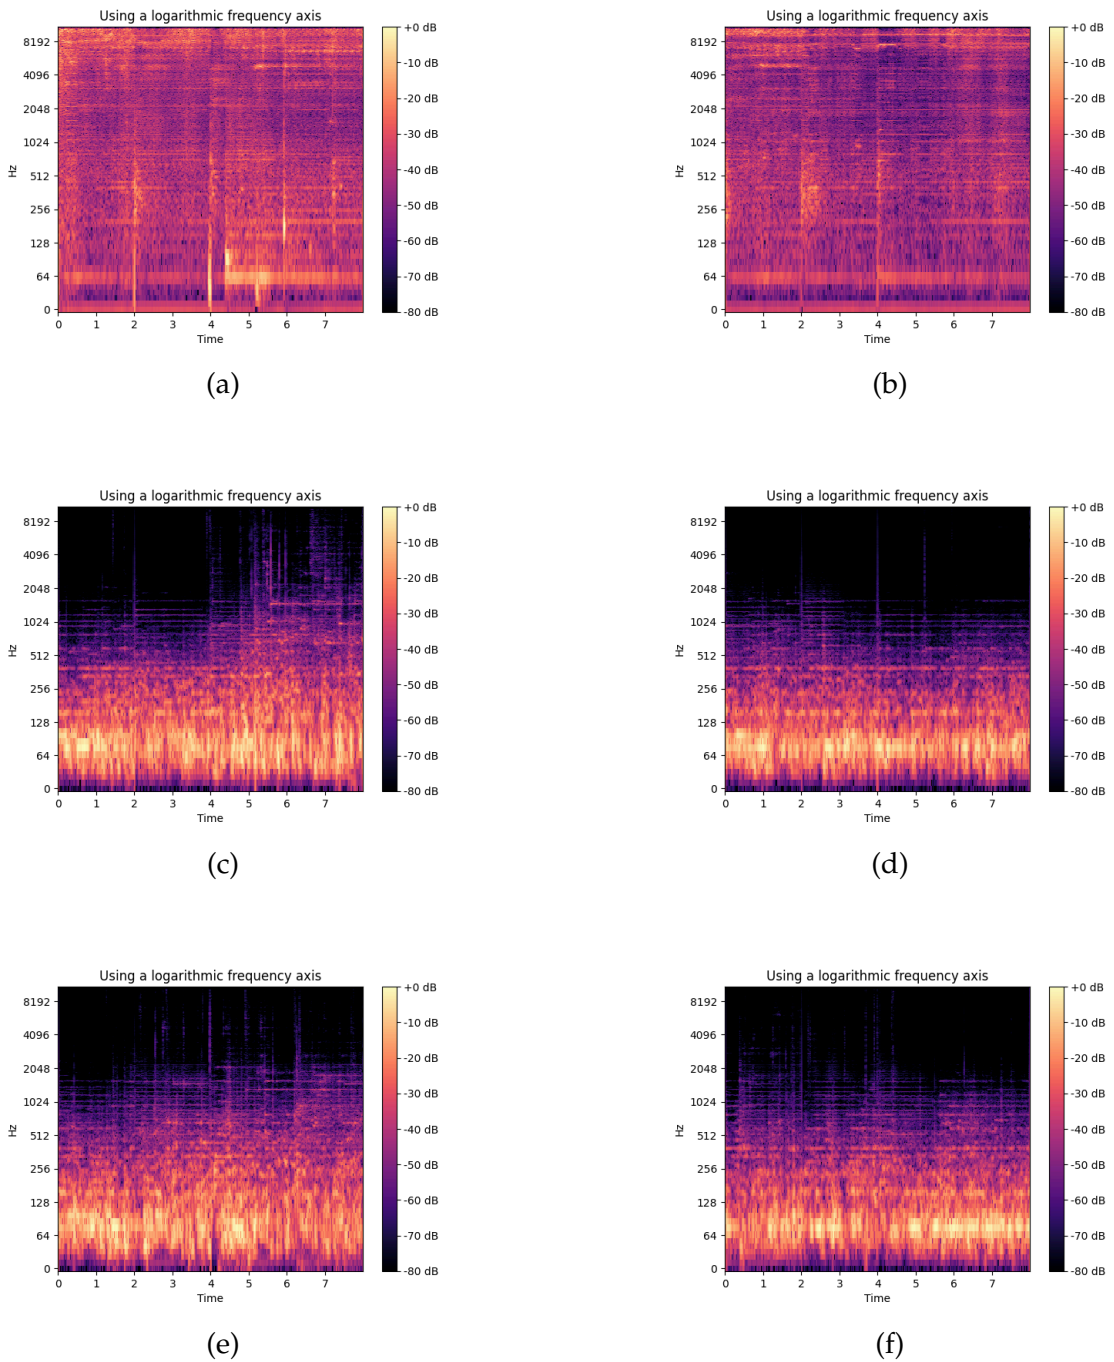 Using a logarithmic frequency axis
Hz
8192
4096
2048
1024
512
256
128
64
0
0 1 2 3 4 5 6 7
Time
+0 dB
-10 dB
-20 dB
-30 dB
-40 dB
-50 dB
-60 dB
-70 dB
-80 dB
(a)
Using a logarithmic frequency axis
Hz
8192
4096
2048
1024
512
256
128
64
0
0 1 2 3 4 5 6 7
Time
+0 dB
-10 dB
-20 dB
-30 dB
-40 dB
-50 dB
-60 dB
-70 dB
-80 dB
(b)
Using a logarithmic frequency axis
Hz
8192
4096
2048
1024
512
256
128
64
0
0 1 2 3 4 5 6 7
Time
+0 dB
-10 dB
-20 dB
-30 dB
-40 dB
-50 dB
-60 dB
-70 dB
-80 dB
(c)
Using a logarithmic frequency axis
Hz
8192
4096
2048
1024
512
256
128
64
0
0 1 2 3 4 5 6 7
Time
+0 dB
-10 dB
-20 dB
-30 dB
-40 dB
-50 dB
-60 dB
-70 dB
-80 dB
(d)
Using a logarithmic frequency axis
Hz
8192
4096
2048
1024
512
256
128
64
0
0 1 2 3 4 5 6 7
Time
+0 dB
-10 dB
-20 dB
-30 dB
-40 dB
-50 dB
-60 dB
-70 dB
-80 dB
(e)
Using a logarithmic frequency axis
Hz
8192
4096
2048
1024
512
256
128
64
0
0 1 2 3 4 5 6 7
Time
+0 dB
-10 dB
-20 dB
-30 dB
-40 dB
-50 dB
-60 dB
-70 dB
-80 dB
(f)